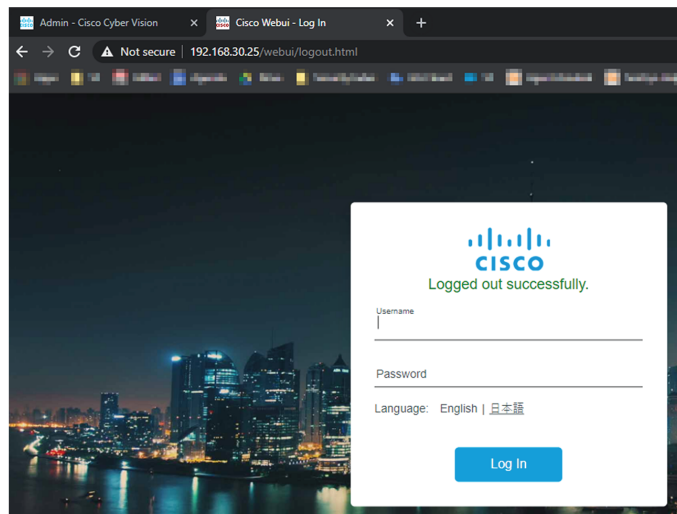 Admin - Cisco Cyber Vision
Cisco Webui - Log In
Not secure | 192.168.30.25/webui/logout.html
CISCO
Logged out successfully.
Username
Password
Language: English | 日本語
Log In